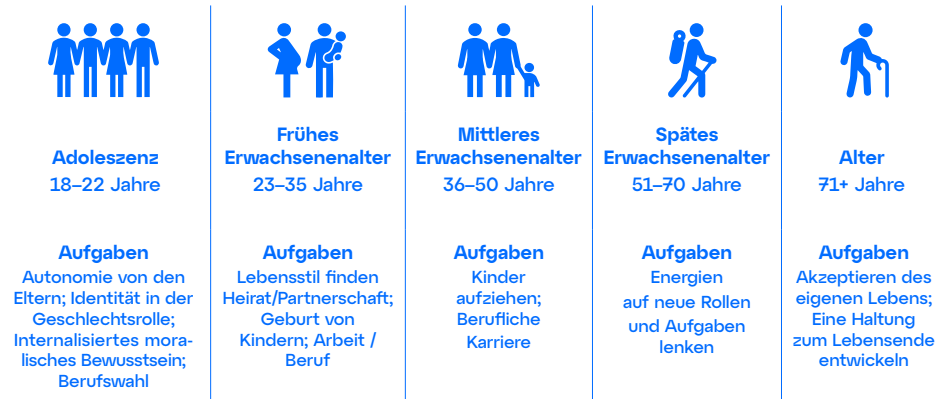 Adoleszenz
18–22 Jahre
Aufgaben
Autonomie von den
Eltern; Identität in der
Geschlechtsrolle;
Internalisiertes mora-
lisches Bewusstsein;
Berufswahl
Frühes
Erwachsenenalter
23–35 Jahre
Aufgaben
Lebensstil finden
Heirat/Partnerschaft;
Geburt von
Kindern; Arbeit /
Beruf
Mittleres
Erwachsenenalter
36–50 Jahre
Aufgaben
Kinder
aufziehen;
Berufliche
Karriere
Spätes
Erwachsenenalter
51–70 Jahre
Aufgaben
Energien
auf neue Rollen
und Aufgaben
lenken
Alter
71+ Jahre
Aufgaben
Akzeptieren des
eigenen Lebens;
Eine Haltung
zum Lebensende
entwickeln